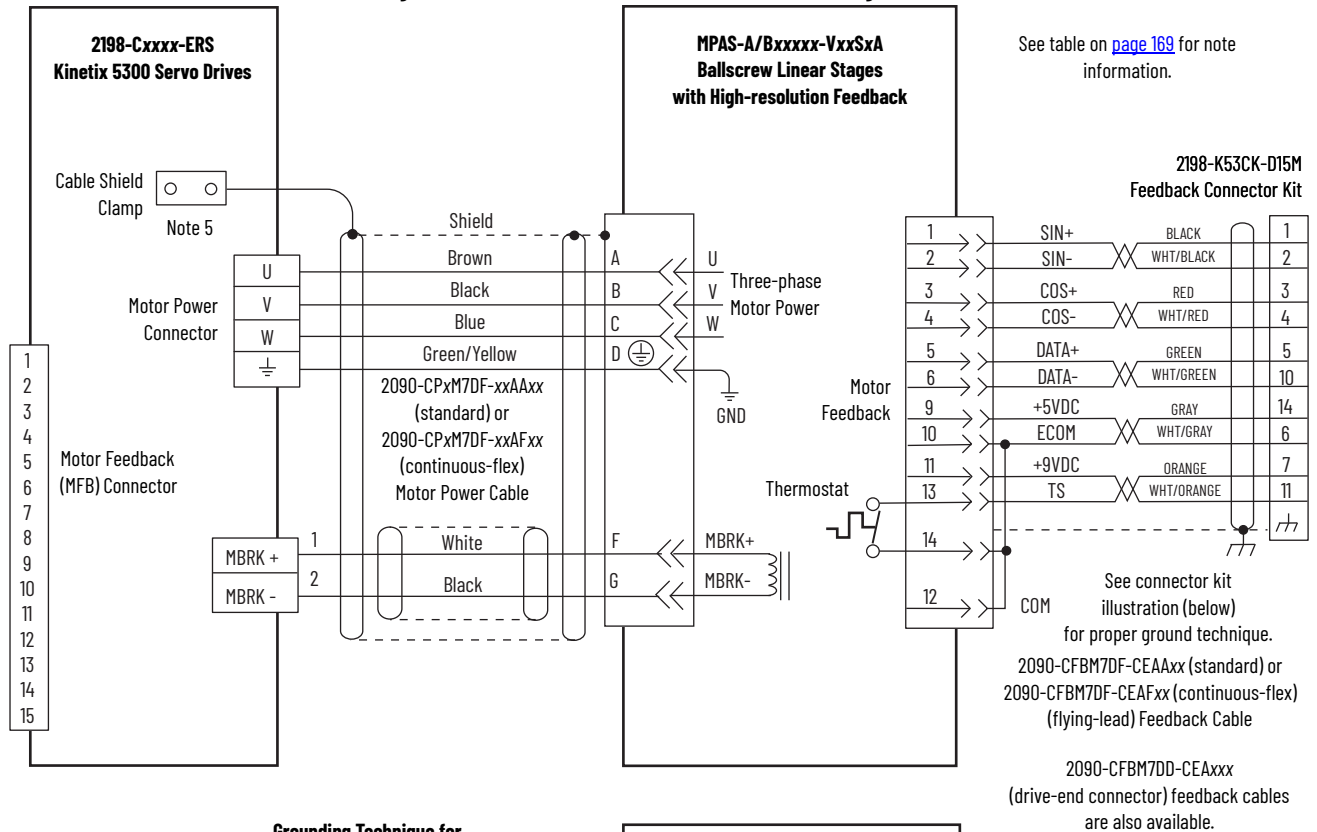 2198-Cxxxx-ERS
Kinetix 5300 Servo Drives
MPAS-A/Bxxxxx-VxxSxA
Ballscrew Linear Stages
with High-resolution Feedback
See table on page 169 for note
information.
2198-K53CK-D15M
Feedback Connector Kit
Cable Shield
Clamp
Note 5
Shield
Motor Power
Connector
U
V
W
Brown
Black
Blue
Green/Yellow
A
B
C
D
U
V
W
Three-phase
Motor Power
GND
2090-CPxM7DF-xxAAxx
(standard) or
2090-CPxM7DF-xxAFxx
(continuous-flex)
Motor Power Cable
1
2
3
4
5
6
7
8
9
10
11
12
13
14
15
Motor Feedback
(MFB) Connector
MBRK +
MBRK -
1
2
White
Black
F
G
MBRK+
MBRK-
Motor
Feedback
Thermostat
1 SIN+ BLACK 1
2 SIN- WHT/BLACK 2
3 COS+ RED 3
4 COS- WHT/RED 4
5 DATA+ GREEN 5
6 DATA- WHT/GREEN 10
9 +5VDC GRAY 14
10 ECOM WHT/GRAY 6
11 +9VDC ORANGE 7
13 TS WHT/ORANGE 11
14
12 COM
See connector kit
illustration (below)
for proper ground technique.
2090-CFBM7DF-CEAAxx (standard) or
2090-CFBM7DF-CEAFxx (continuous-flex)
(flying-lead) Feedback Cable
2090-CFBM7DD-CEAxxx
(drive-end connector) feedback cables
are also available.
Grounding Technique for